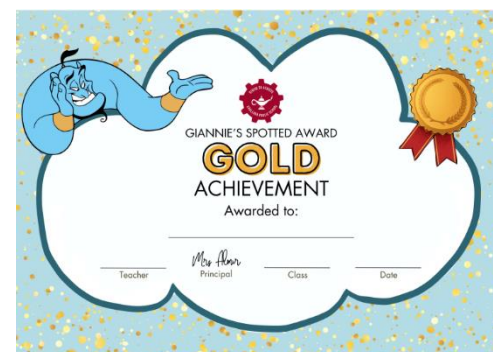 GIANNIE'S SPOTTED AWARD
GOLD
ACHIEVEMENT
Awarded to:
Teacher
Principal
Class
Date